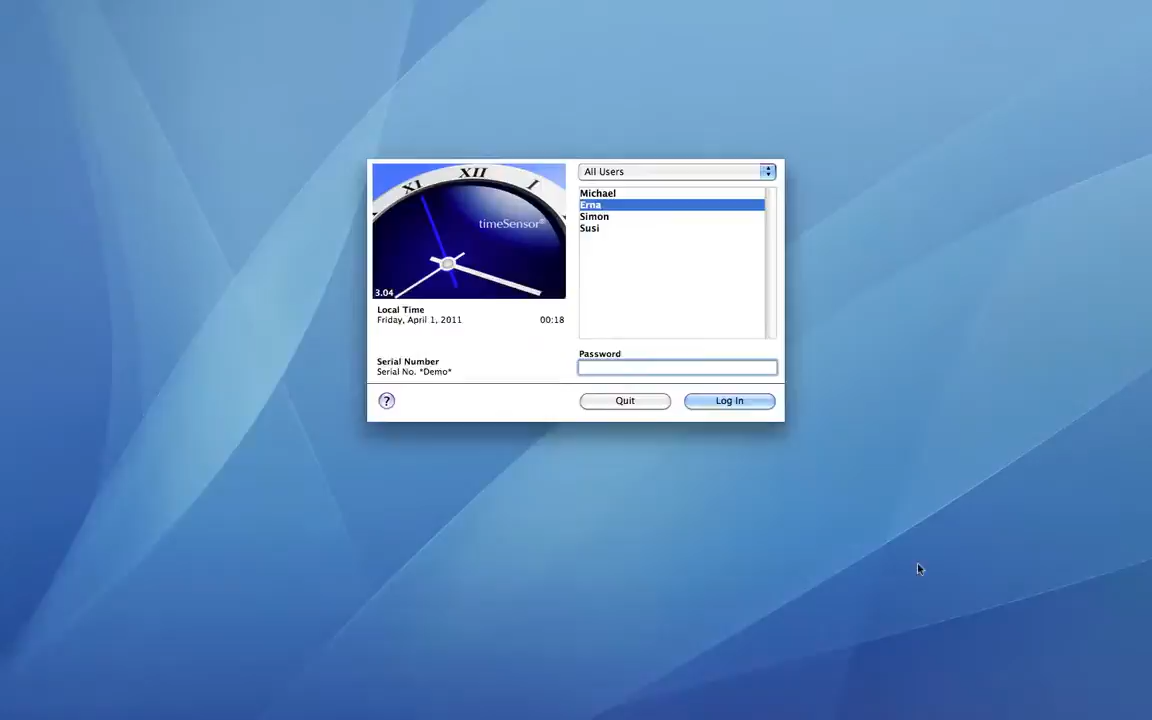 XI XII I
timeSensor®
3.04
Local Time
Friday, April 1, 2011 00:18
Serial Number
Serial No. *Demo*
?
All Users
Michael
Erna
Simon
Susi
Password
Quit
Log In